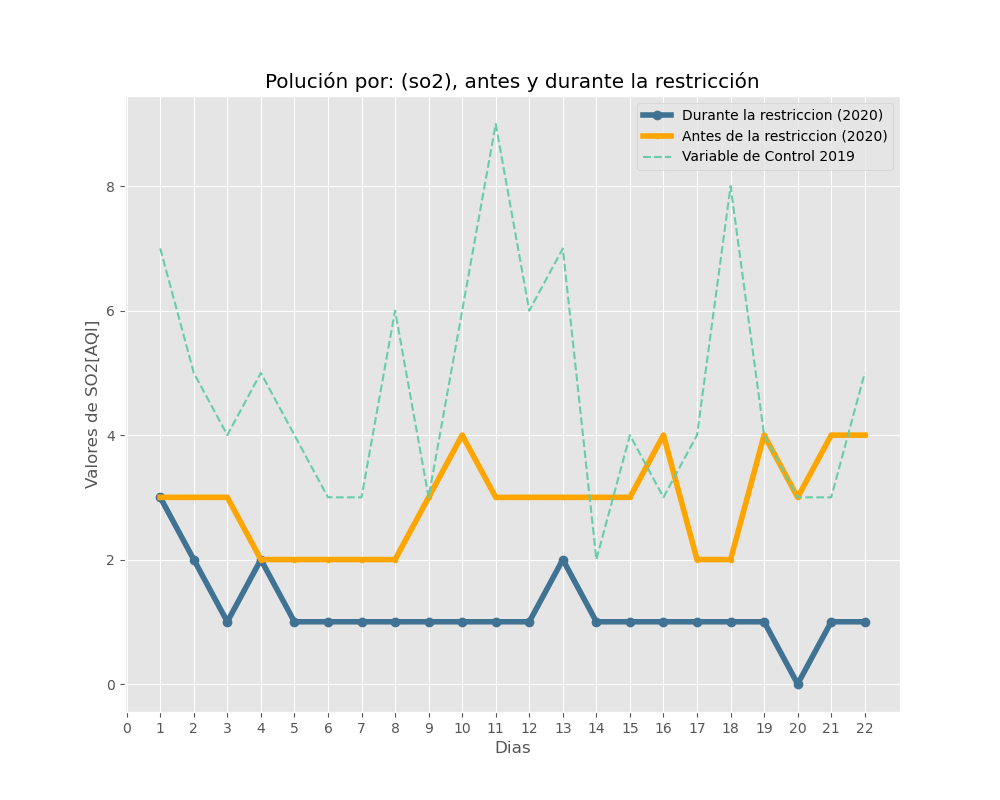 Polución por: (so2), antes y durante la restricción
Durante la restriccion (2020)
Antes de la restriccion (2020)
Variable de Control 2019
Valores de SO2[AQI]
8
6
4
2
0
0 1 2 3 4 5 6 7 8 9 10 11 12 13 14 15 16 17 18 19 20 21 22
Dias